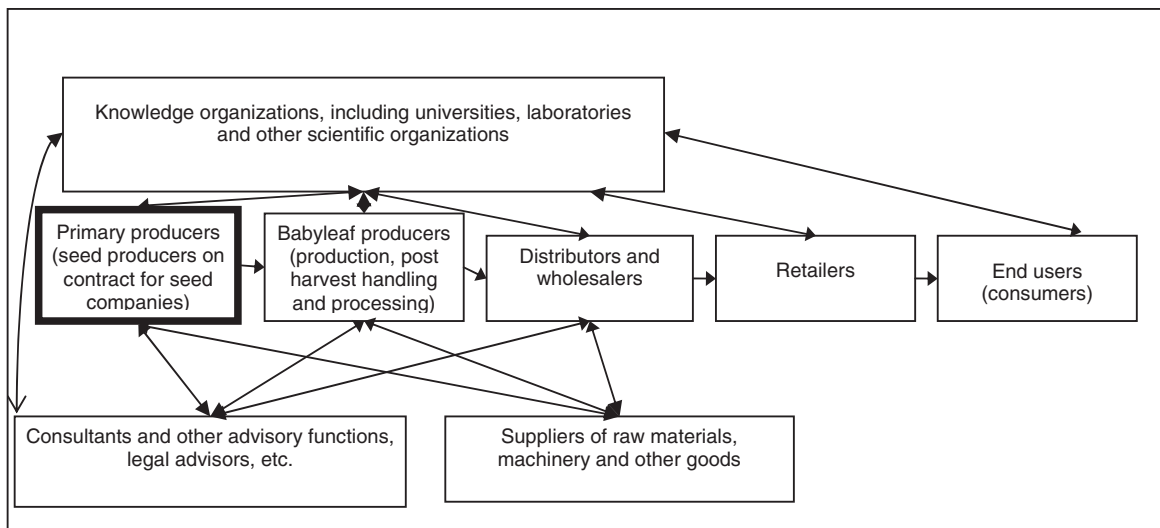 Knowledge organizations, including universities, laboratories
and other scientific organizations
Primary producers
(seed producers on
contract for seed
companies)
Babyleaf producers
(production, post
harvest handling
and processing)
Distributors and
wholesalers
Retailers
End users
(consumers)
Consultants and other advisory functions,
legal advisors, etc.
Suppliers of raw materials,
machinery and other goods